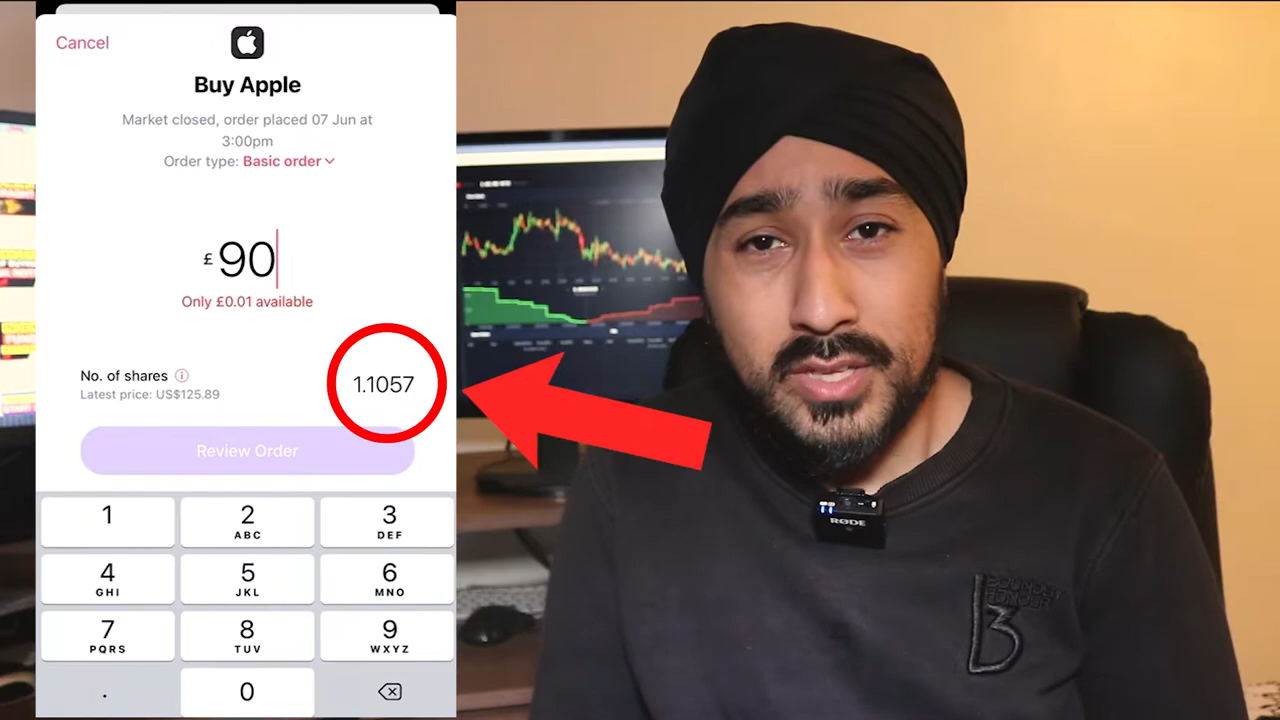 Cancel
Buy Apple
Market closed, order placed 07 Jun at
3:00pm
Order type: Basic order
£90
Only £0.01 available
No. of shares
1.1057
Latest price: US$125.89
Review Order
1
2
ABC
3
DEF
4
GHI
5
JKL
6
MNO
7
PQRS
8
TUV
9
WXYZ
.
0
RØDE